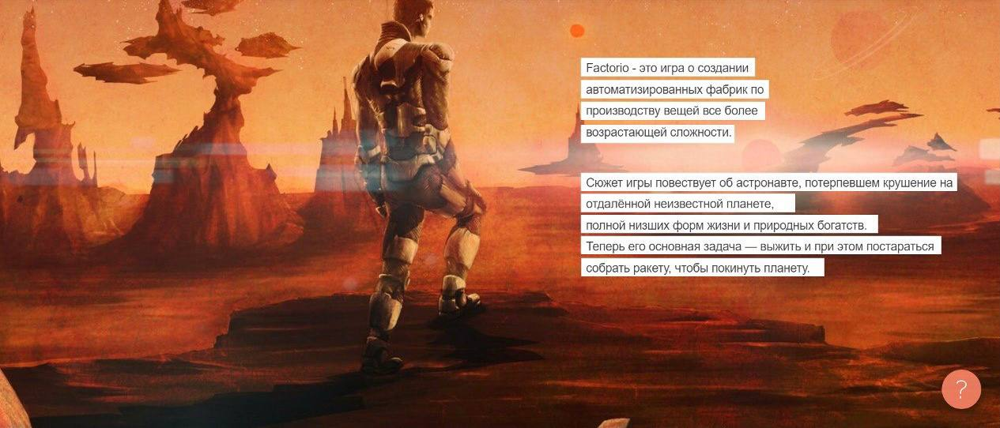 Factorio - это игра о создании
автоматизированных фабрик по
производству вещей все более
возрастающей сложности.
Сюжет игры повествует об астронавте, потерпевшем крушение на
отдалённой неизвестной планете,
полной низших форм жизни и природных богатств.
Теперь его основная задача — выжить и при этом постараться
собрать ракету, чтобы покинуть планету.
?